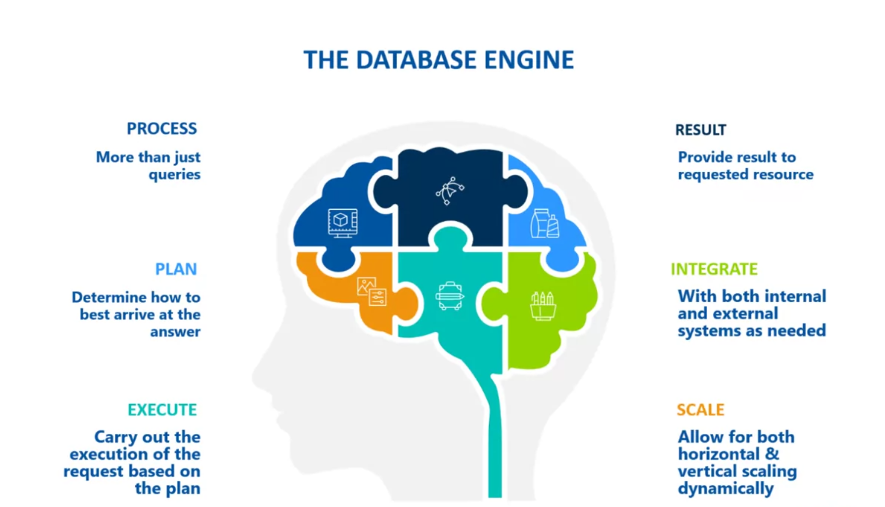 THE DATABASE ENGINE
PROCESS
More than just
queries
PLAN
Determine how to
best arrive at the
answer
EXECUTE
Carry out the
execution of the
request based on
the plan
RESULT
Provide result to
requested resource
INTEGRATE
With both internal
and external
systems as needed
SCALE
Allow for both
horizontal &
vertical scaling
dynamically